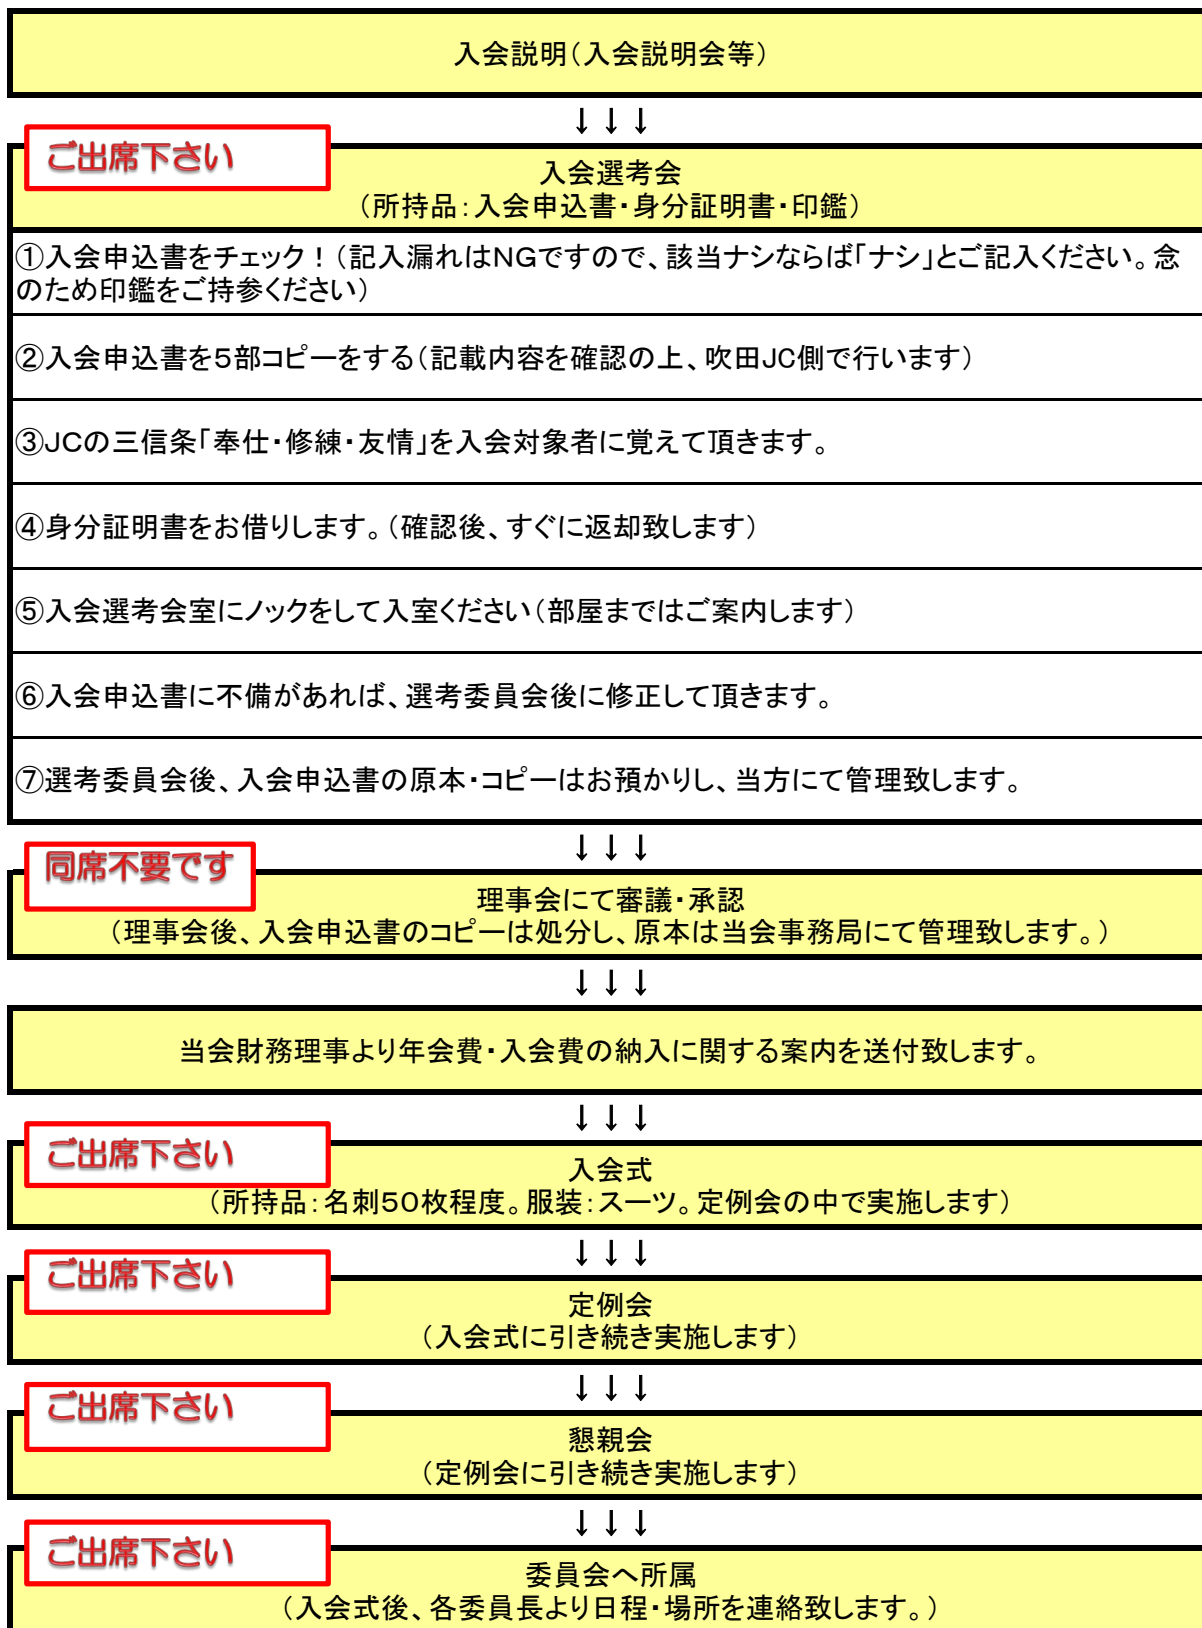 入会説明(入会説明会等)
↓↓↓
ご出席下さい
入会選考会
(所持品:入会申込書・身分証明書・印鑑)
①入会申込書をチェック!(記入漏れはNGですので、該当ナシならば「ナシ」とご記入ください。念
のため印鑑をご持参ください)
②入会申込書を5部コピーをする(記載内容を確認の上、吹田JC側で行います)
③JCの三信条「奉仕・修練・友情」を入会対象者に覚えて頂きます。
④身分証明書をお借りします。(確認後、すぐに返却致します)
⑤入会選考会室にノックをして入室ください(部屋まではご案内します)
⑥入会申込書に不備があれば、選考委員会後に修正して頂きます。
⑦選考委員会後、入会申込書の原本・コピーはお預かりし、当方にて管理致します。
↓↓↓
同席不要です
理事会にて審議・承認
(理事会後、入会申込書のコピーは処分し、原本は当会事務局にて管理致します。)
↓↓↓
当会財務理事より年会費・入会費の納入に関する案内を送付致します。
↓↓↓
ご出席下さい
入会式
(所持品:名刺50枚程度。服装:スーツ。定例会の中で実施します)
↓↓↓
ご出席下さい
定例会
(入会式に引き続き実施します)
↓↓↓
ご出席下さい
懇親会
(定例会に引き続き実施します)
↓↓↓
ご出席下さい
委員会へ所属
(入会式後、各委員長より日程・場所を連絡致します。)